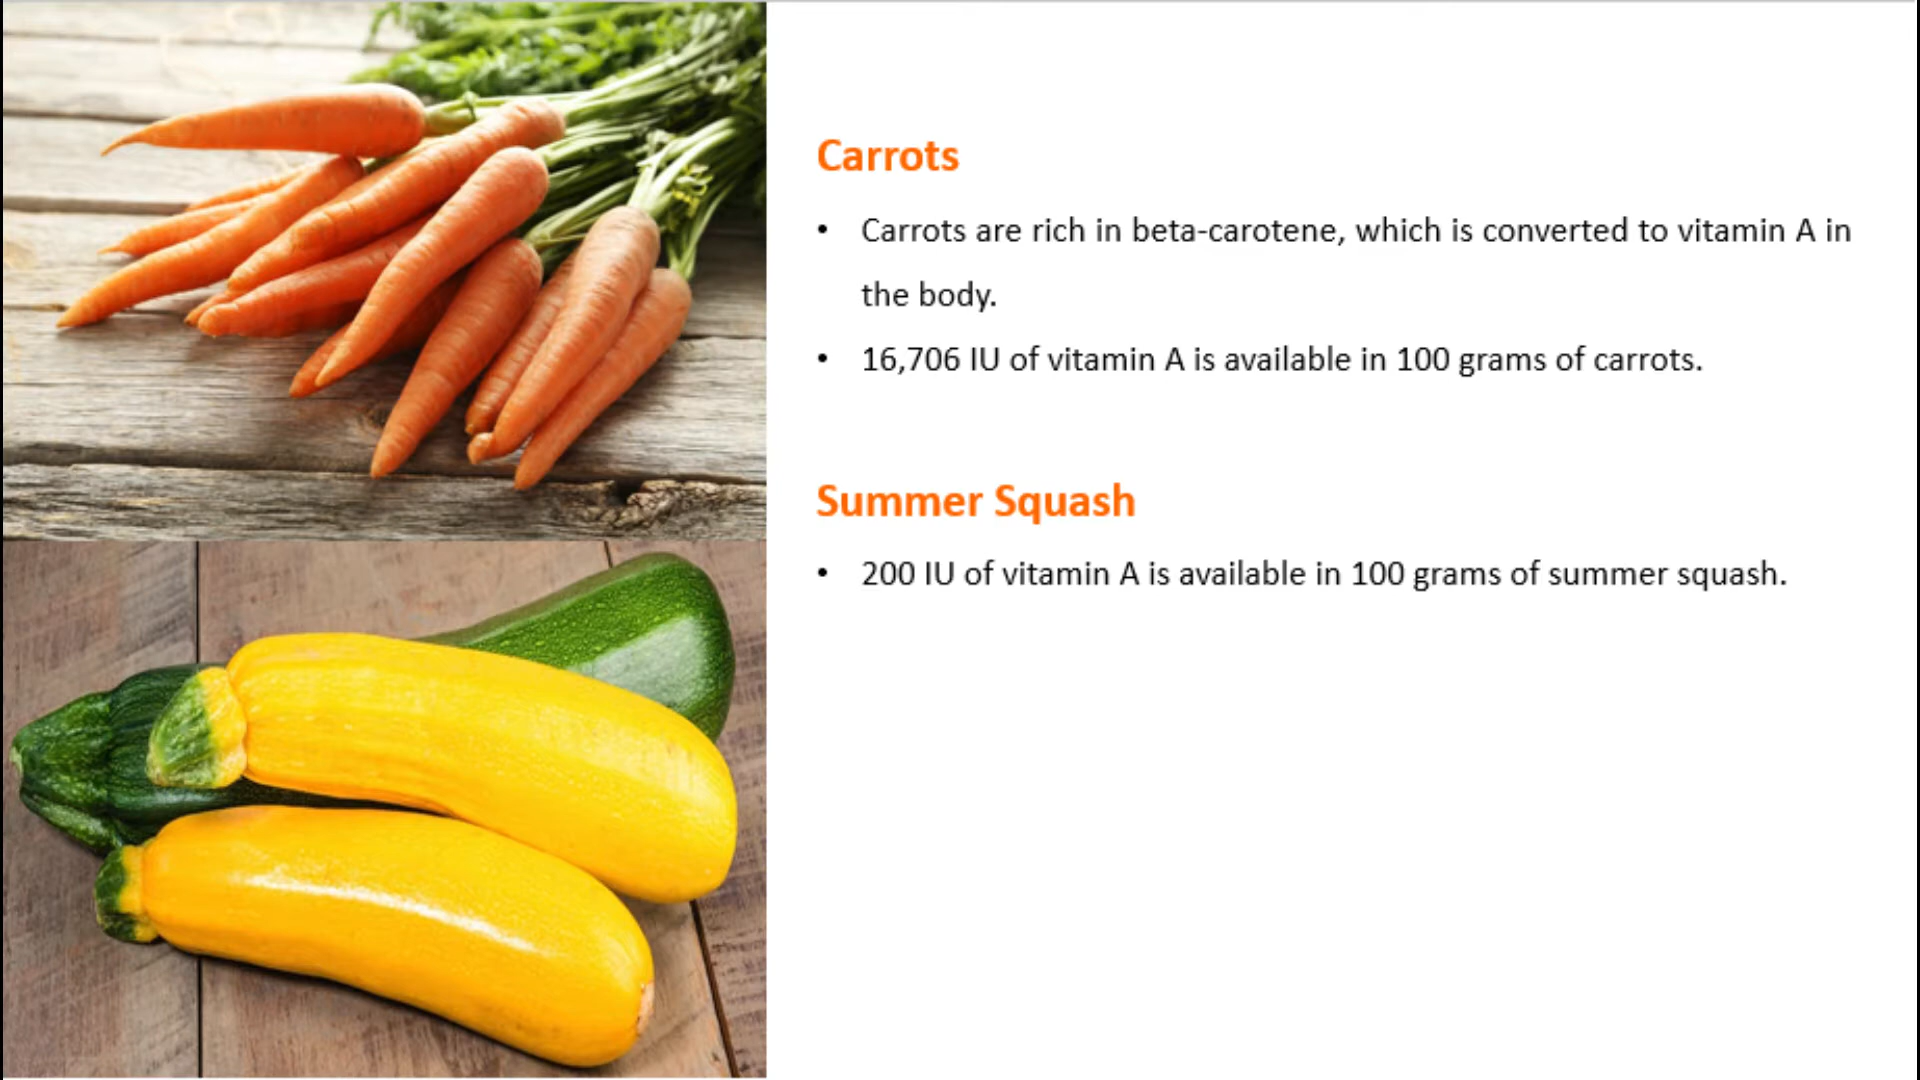 Carrots
• Carrots are rich in beta-carotene, which is converted to vitamin A in
the body.
• 16,706 IU of vitamin A is available in 100 grams of carrots.
Summer Squash
• 200 IU of vitamin A is available in 100 grams of summer squash.